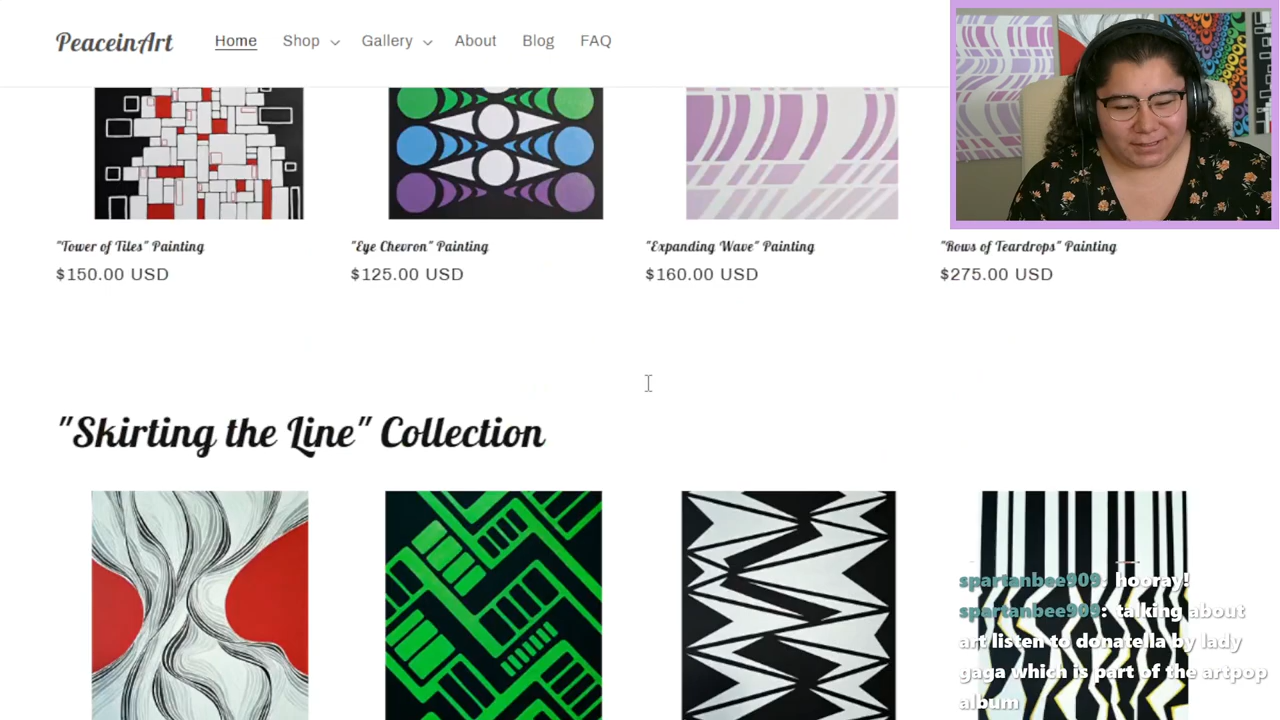 PeaceinArt Home Shop Gallery About Blog FAQ
"Tower of Tiles" Painting
$150.00 USD
"Eye Chevron" Painting
$125.00 USD
"Expanding Wave" Painting
$160.00 USD
"Rows of Teardrops" Painting
$275.00 USD
"Skirting the Line" Collection
spartanbee909: hooray!
spartanbee909: talking about
art listen to donatella by lady
gaga which is part of the artpop
album